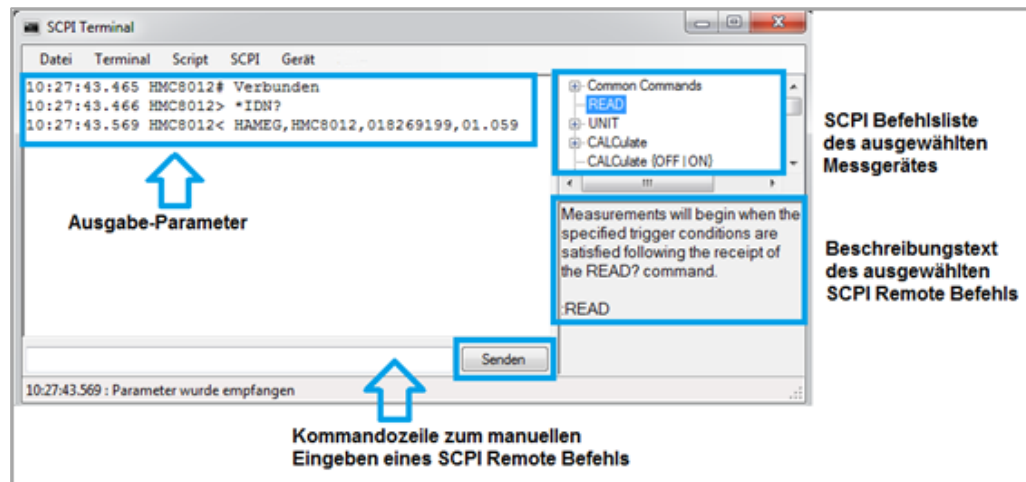 SCPI Terminal
Datei Terminal Script SCPI Gerät
10:27:43.465 HMC8012# Verbunden
10:27:43.466 HMC8012> *IDN?
10:27:43.569 HMC8012< HAMEG,HMC8012,018269199,01.059
Ausgabe-Parameter
Common Commands
READ
UNIT
CALCulate
CALCulate {OFF|ON}
SCPI Befehlsliste
des ausgewählten
Messgerätes
Measurements will begin when the
specified trigger conditions are
satisfied following the receipt of
the READ? command.
:READ
Beschreibungstext
des ausgewählten
SCPI Remote Befehls
Senden
10:27:43.569 : Parameter wurde empfangen
Kommandozeile zum manuellen
Eingeben eines SCPI Remote Befehls